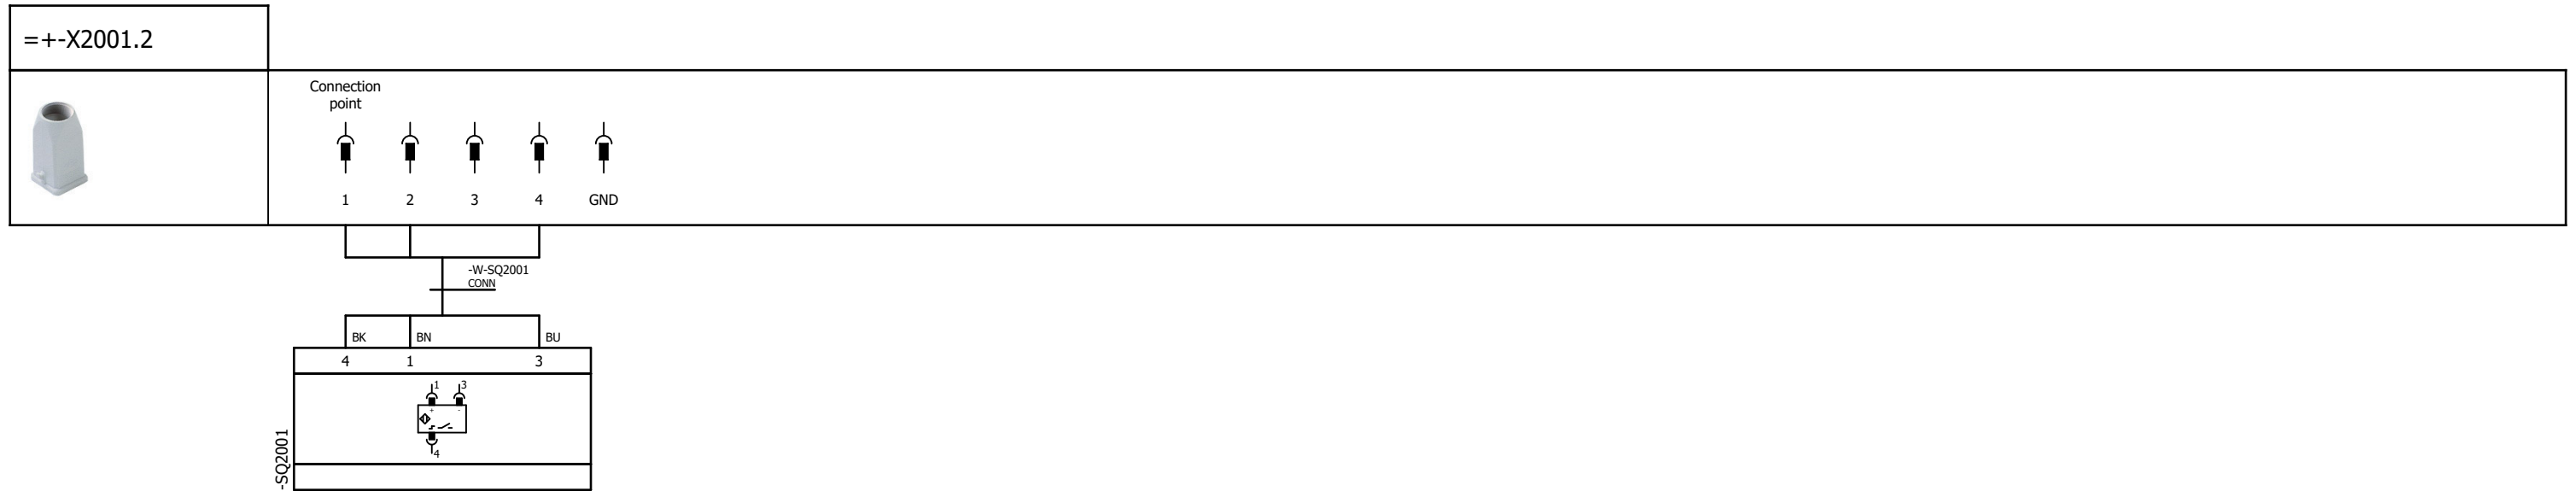 =+-X2001.2
Connection
point
1 2 3 4 GND
-W-SQ2001
CONN
BK BN BU
4 1 3
1 3
+ -
4
-SQ2001